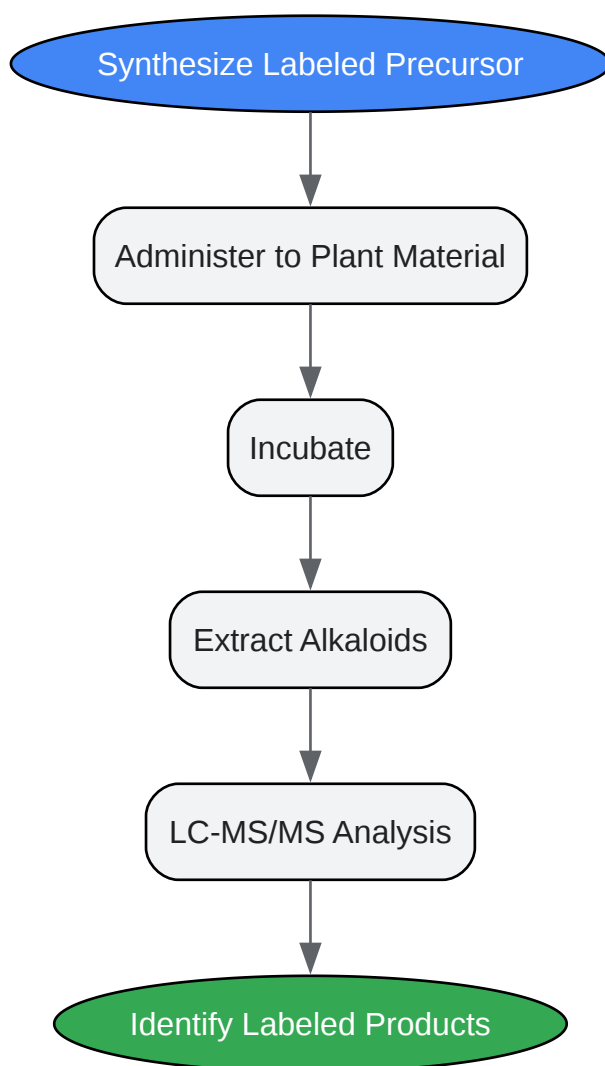 Synthesize Labeled Precursor
Administer to Plant Material
Incubate
Extract Alkaloids
LC-MS/MS Analysis
Identify Labeled Products